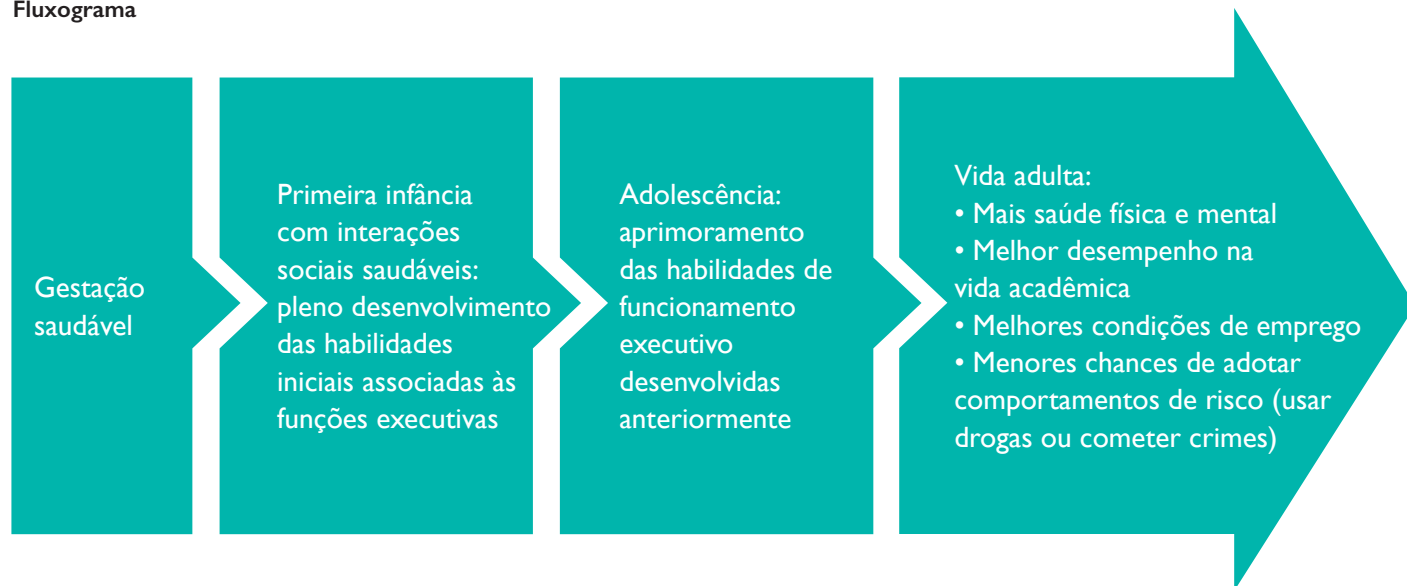 Fluxograma
Gestação
saudável
Primeira infância
com interações
sociais saudáveis:
pleno desenvolvimento
das habilidades
iniciais associadas às
funções executivas
Adolescência:
aprimoramento
das habilidades de
funcionamento
executivo
desenvolvidas
anteriormente
Vida adulta:
• Mais saúde física e mental
• Melhor desempenho na
vida acadêmica
• Melhores condições de emprego
• Menores chances de adotar
comportamentos de risco (usar
drogas ou cometer crimes)